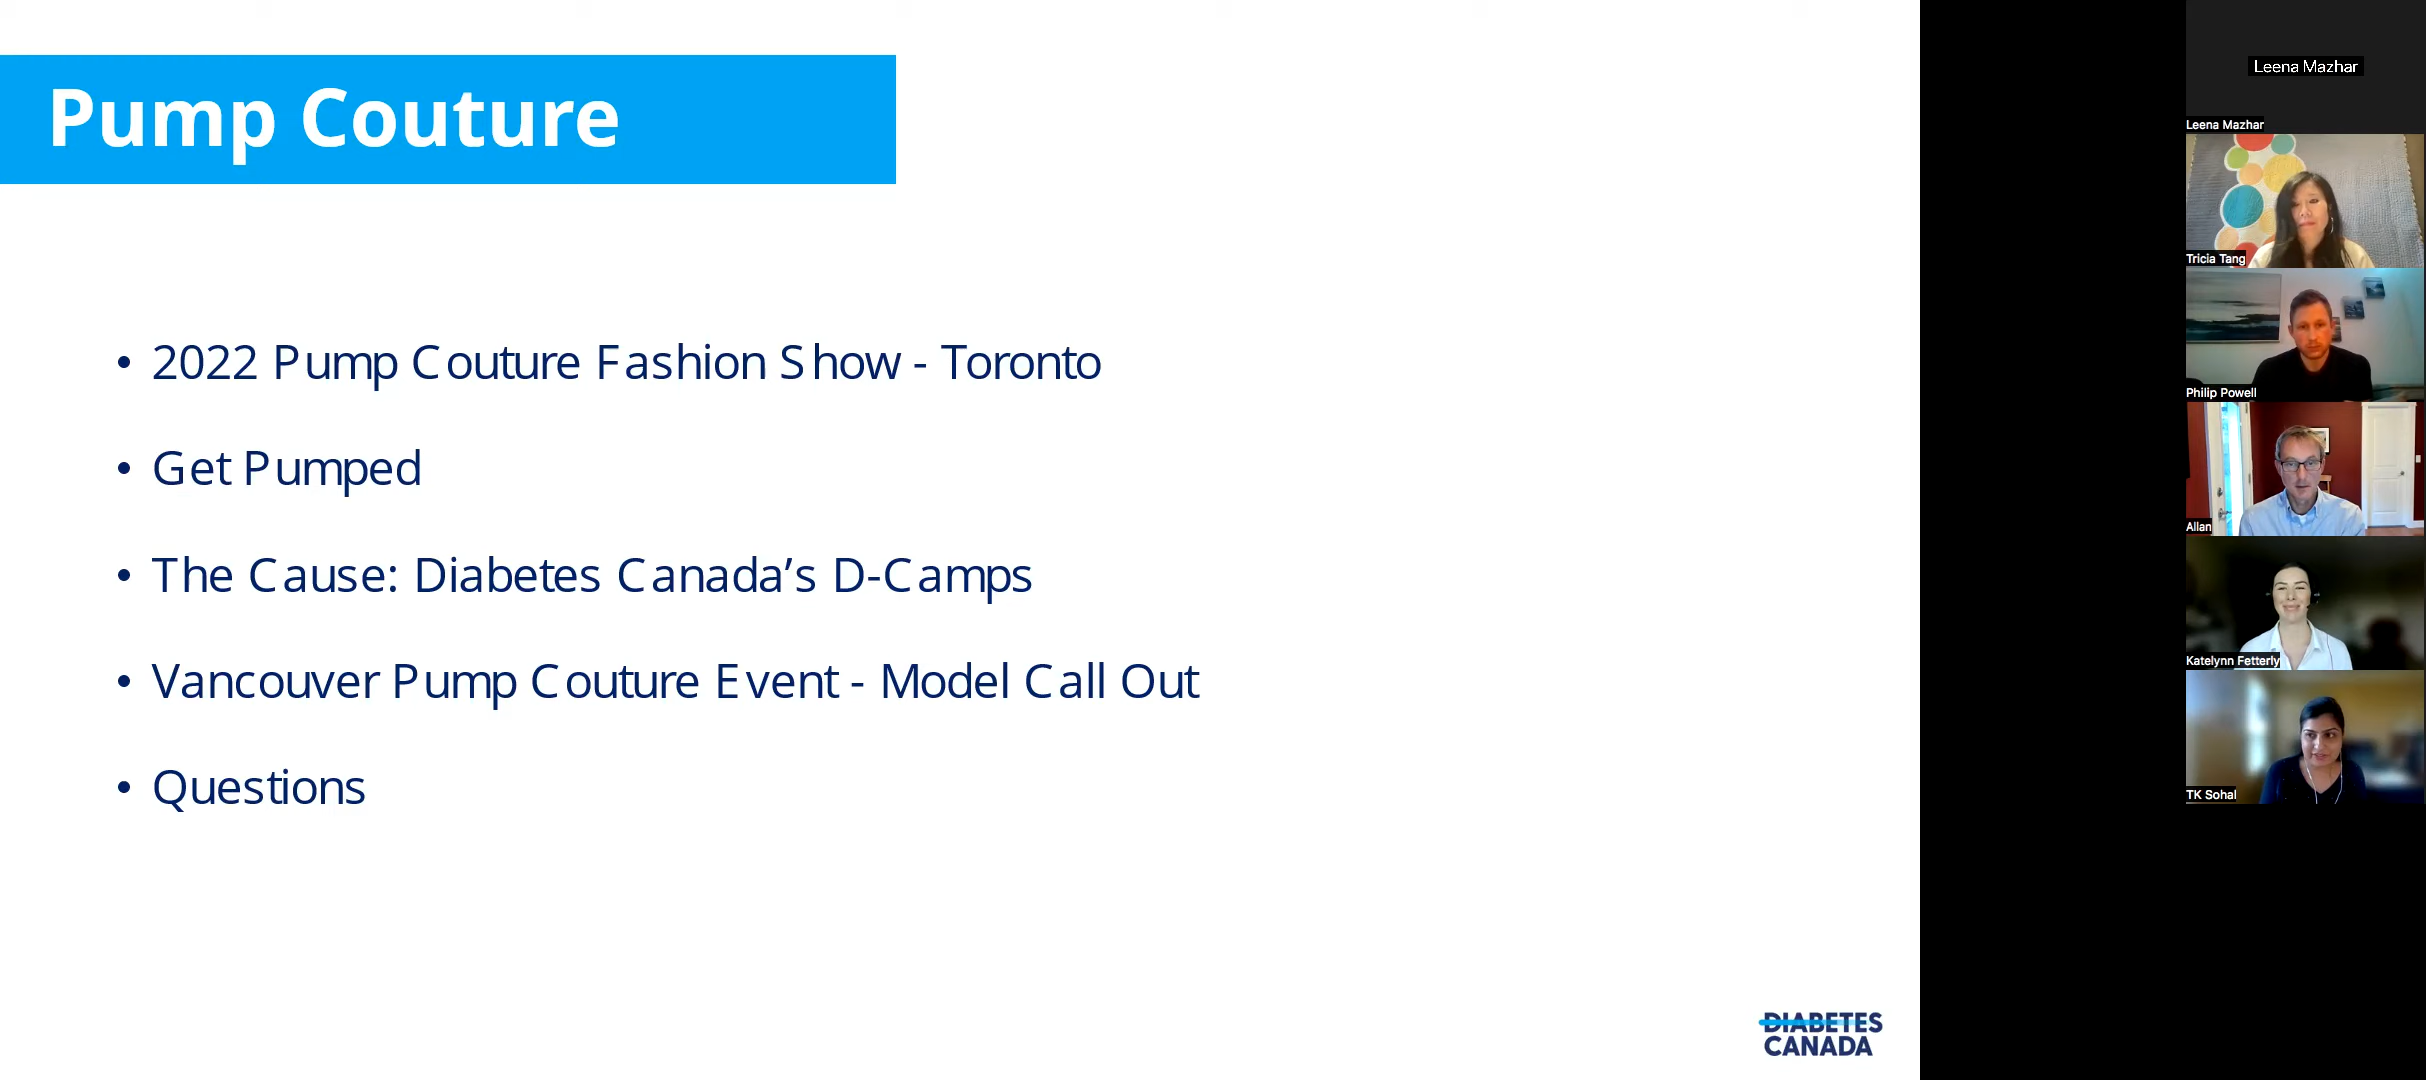 Pump Couture
• 2022 Pump Couture Fashion Show - Toronto
• Get Pumped
• The Cause: Diabetes Canada’s D-Camps
• Vancouver Pump Couture Event - Model Call Out
• Questions
DIABETES
CANADA
Leena Mazhar
Leena Mazhar
Tricia Tang
Philip Powell
Allan
Katelynn Fetterly
TK Sohal